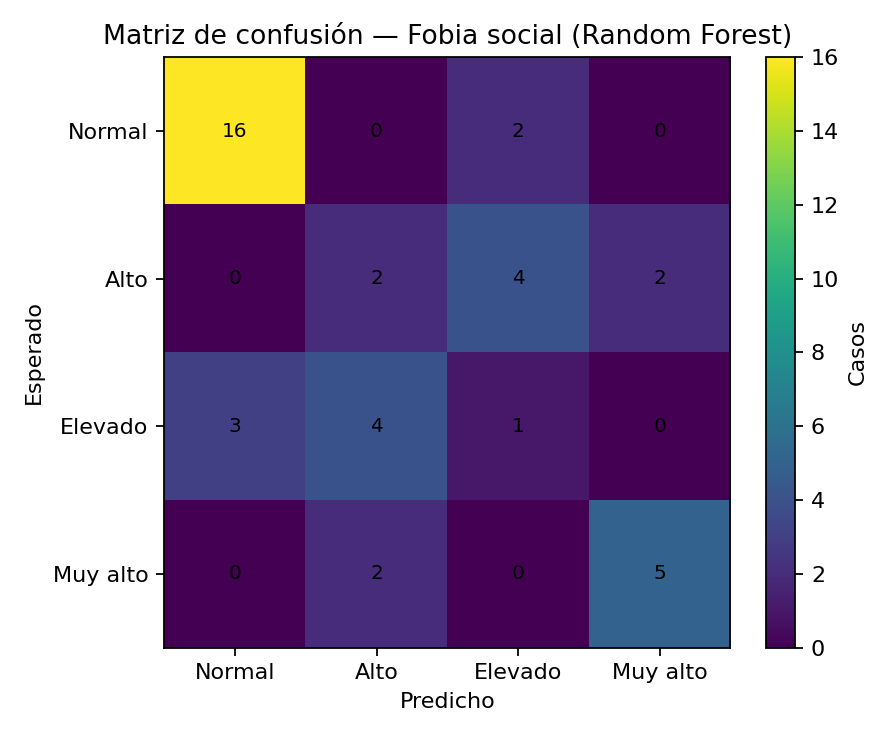 Matriz de confusión — Fobia social (Random Forest)
Esperado
Normal 16 0 2 0
Alto 0 2 4 2
Elevado 3 4 1 0
Muy alto 0 2 0 5
Normal Alto Elevado Muy alto
Predicho
16
14
12
10
8
6
4
2
0
Casos